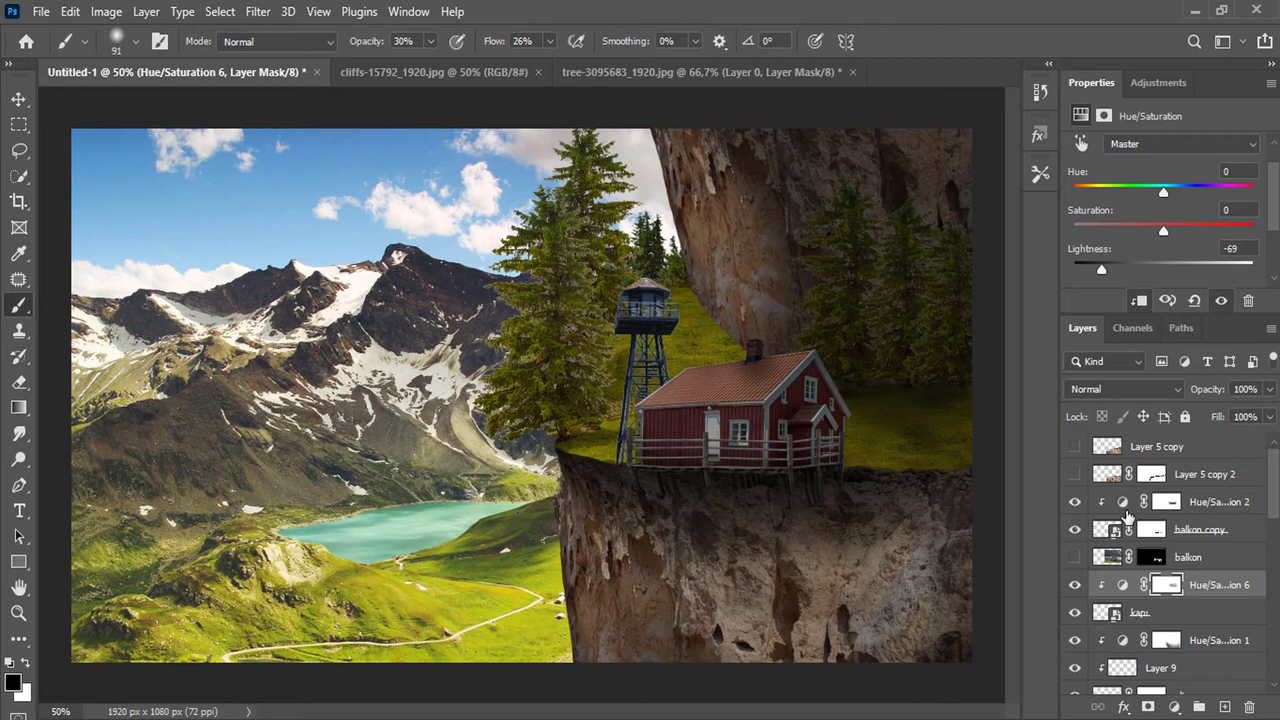 Ps File Edit Image Layer Type Select Filter 3D View Plugins Window Help
91 Mode: Normal Opacity: 30% Flow: 26% Smoothing: 0% 0°
Untitled-1 @ 50% (Hue/Saturation 6, Layer Mask/8) * × cliffs-15792_1920.jpg @ 50% (RGB/8#) × tree-3095683_1920.jpg @ 66,7% (Layer 0, Layer Mask/8) * ×
Properties Adjustments
Hue/Saturation
Master
Hue: 0
Saturation: 0
Lightness: -69
Layers Channels Paths
Kind
Normal Opacity: 100%
Lock: Fill: 100%
Layer 5 copy
Layer 5 copy 2
Hue/Sa...ion 2
balkon copy
balkon
Hue/Sa...ion 6
kapı
Hue/Sa...ion 1
Layer 9
50% 1920 px x 1080 px (72 ppi)